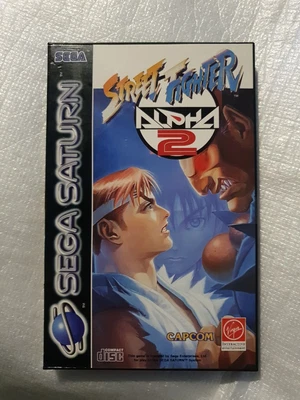 SEGA
SEGA SATURN
STREET FIGHTER
ALPHA
2
CAPCOM
Virgin
COMPACT
disc